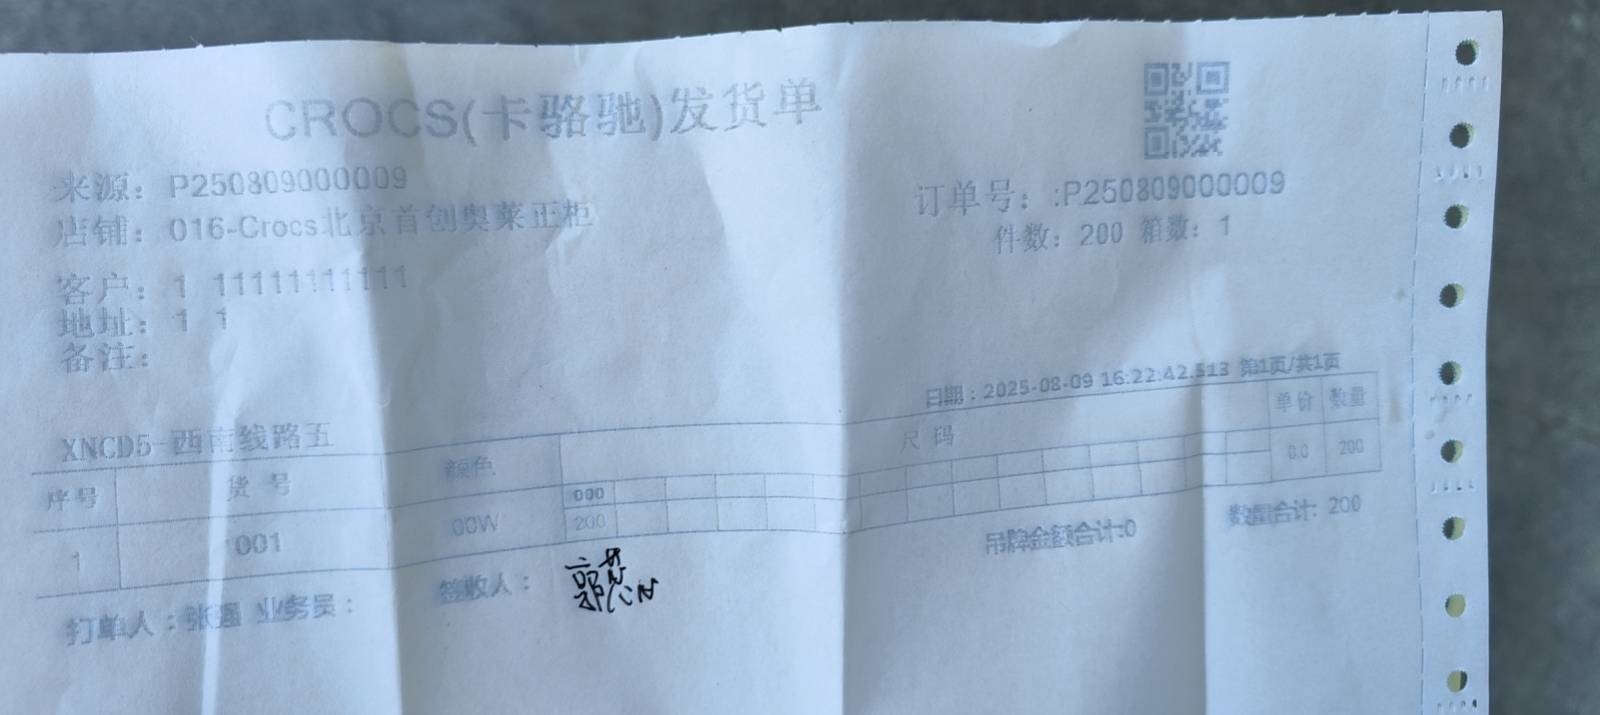 CROCS(卡骆驰)发货单
来源：P250809000009
订单号：:P250809000009
店铺：016-Crocs北京首创奥莱正柜
件数：200 箱数：1
客户：1 11111111111
地址：1 1
备注：
日期：2025-08-09 16:22:42.513 第1页/共1页
XNCD5-西南线路五
序号 货 号 颜色 尺 码 单价 数量
000
1 001 00W 200 0.0 200
吊牌金额合计:0 数量合计: 200
打单人：张强 业务员： 签收人：